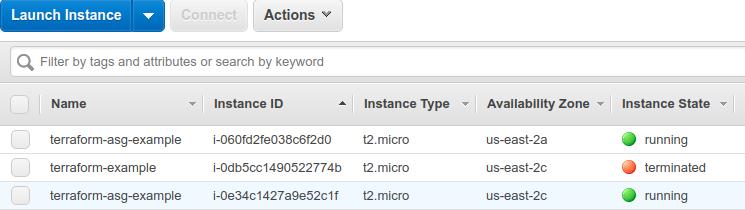 Launch Instance Connect Actions
Filter by tags and attributes or search by keyword
Name Instance ID Instance Type Availability Zone Instance State
terraform-asg-example i-060fd2fe038c6f2d0 t2.micro us-east-2a running
terraform-example i-0db5cc1490522774b t2.micro us-east-2c terminated
terraform-asg-example i-0e34c1427a9e52c1f t2.micro us-east-2c running